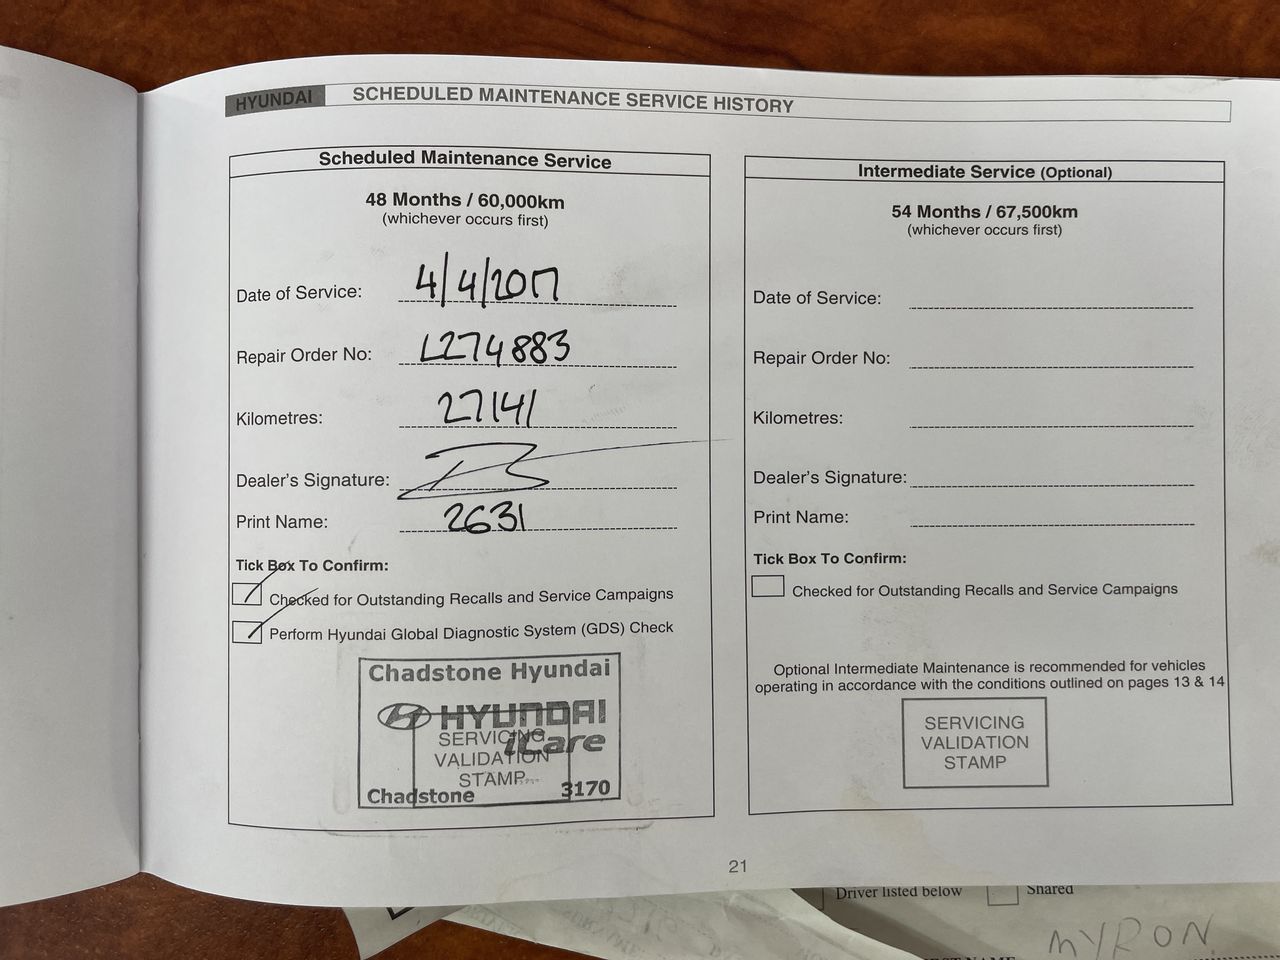 HYUNDAI SCHEDULED MAINTENANCE SERVICE HISTORY
Scheduled Maintenance Service
48 Months / 60,000km
(whichever occurs first)
Date of Service: 4/4/2017
Repair Order No: L274883
Kilometres: 27141
Dealer's Signature:
Print Name: 2631
Tick Box To Confirm:
Checked for Outstanding Recalls and Service Campaigns
Perform Hyundai Global Diagnostic System (GDS) Check
Chadstone Hyundai
HYUNDAI
iCare
SERVICING
VALIDATION
STAMP
Chadstone 3170
Intermediate Service (Optional)
54 Months / 67,500km
(whichever occurs first)
Date of Service:
Repair Order No:
Kilometres:
Dealer's Signature:
Print Name:
Tick Box To Confirm:
Checked for Outstanding Recalls and Service Campaigns
Optional Intermediate Maintenance is recommended for vehicles
operating in accordance with the conditions outlined on pages 13 & 14
SERVICING
VALIDATION
STAMP
21
Driver listed below Shared
MYRON